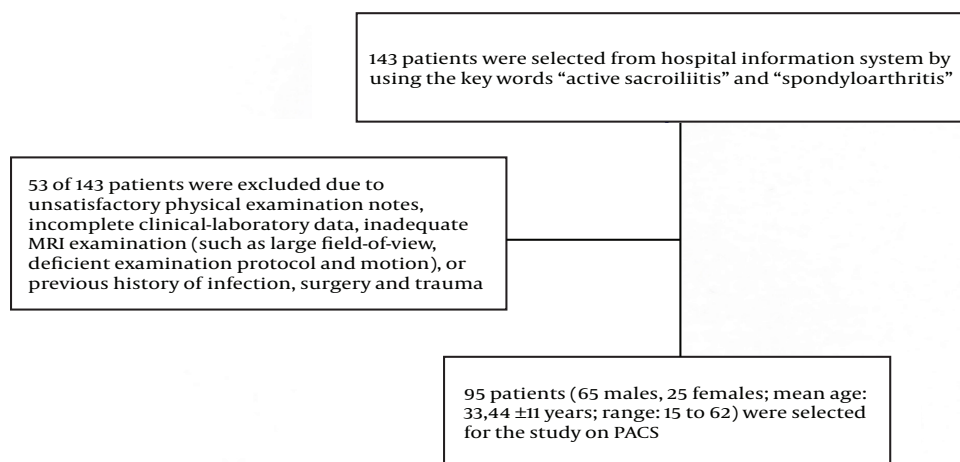 143 patients were selected from hospital information system by
using the key words “active sacroiliitis” and “spondyloarthritis”
53 of 143 patients were excluded due to
unsatisfactory physical examination notes,
incomplete clinical-laboratory data, inadequate
MRI examination (such as large field-of-view,
deficient examination protocol and motion), or
previous history of infection, surgery and trauma
95 patients (65 males, 25 females; mean age:
33,44 ±11 years; range: 15 to 62) were selected
for the study on PACS